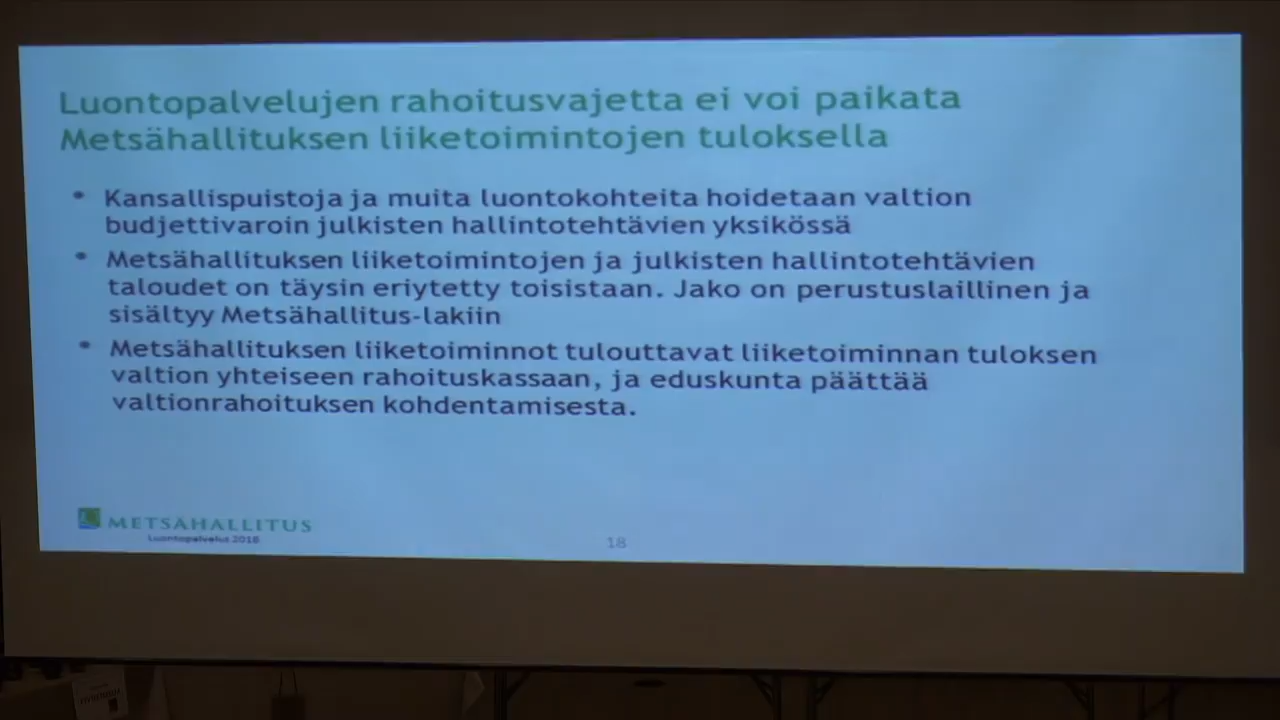 Luontopalvelujen rahoitusvajetta ei voi paikata
Metsähallituksen liiketoimintojen tuloksella
• Kansallispuistoja ja muita luontokohteita hoidetaan valtion
budjettivaroin julkisten hallintotehtävien yksikössä
• Metsähallituksen liiketoimintojen ja julkisten hallintotehtävien
taloudet on täysin eriytetty toisistaan. Jako on perustuslaillinen ja
sisältyy Metsähallitus-lakiin
• Metsähallituksen liiketoiminnot tulouttavat liiketoiminnan tuloksen
valtion yhteiseen rahoituskassaan, ja eduskunta päättää
valtionrahoituksen kohdentamisesta.
METSÄHALLITUS
Luontopalvelut 2018
18